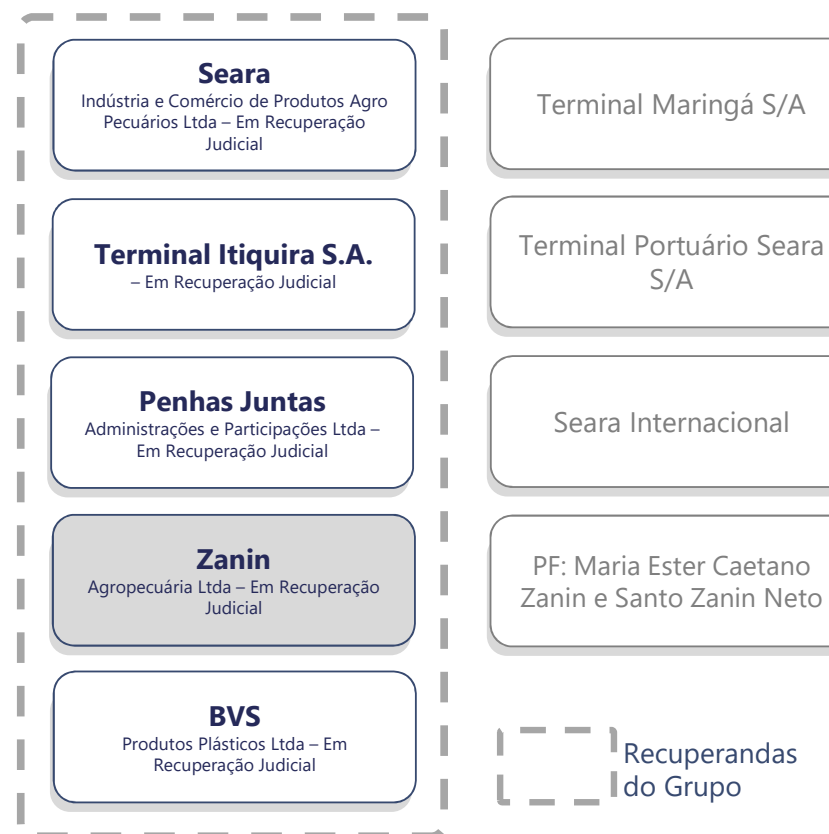 Seara
Indústria e Comércio de Produtos Agro
Pecuários Ltda – Em Recuperação
Judicial
Terminal Itiquira S.A.
– Em Recuperação Judicial
Penhas Juntas
Administrações e Participações Ltda –
Em Recuperação Judicial
Zanin
Agropecuária Ltda – Em Recuperação
Judicial
BVS
Produtos Plásticos Ltda – Em
Recuperação Judicial
Terminal Maringá S/A
Terminal Portuário Seara
S/A
Seara Internacional
PF: Maria Ester Caetano
Zanin e Santo Zanin Neto
Recuperandas
do Grupo